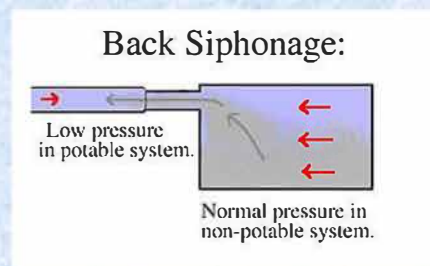 Back Siphonage:
Low pressure
in potable system.
Normal pressure in
non-potable system.